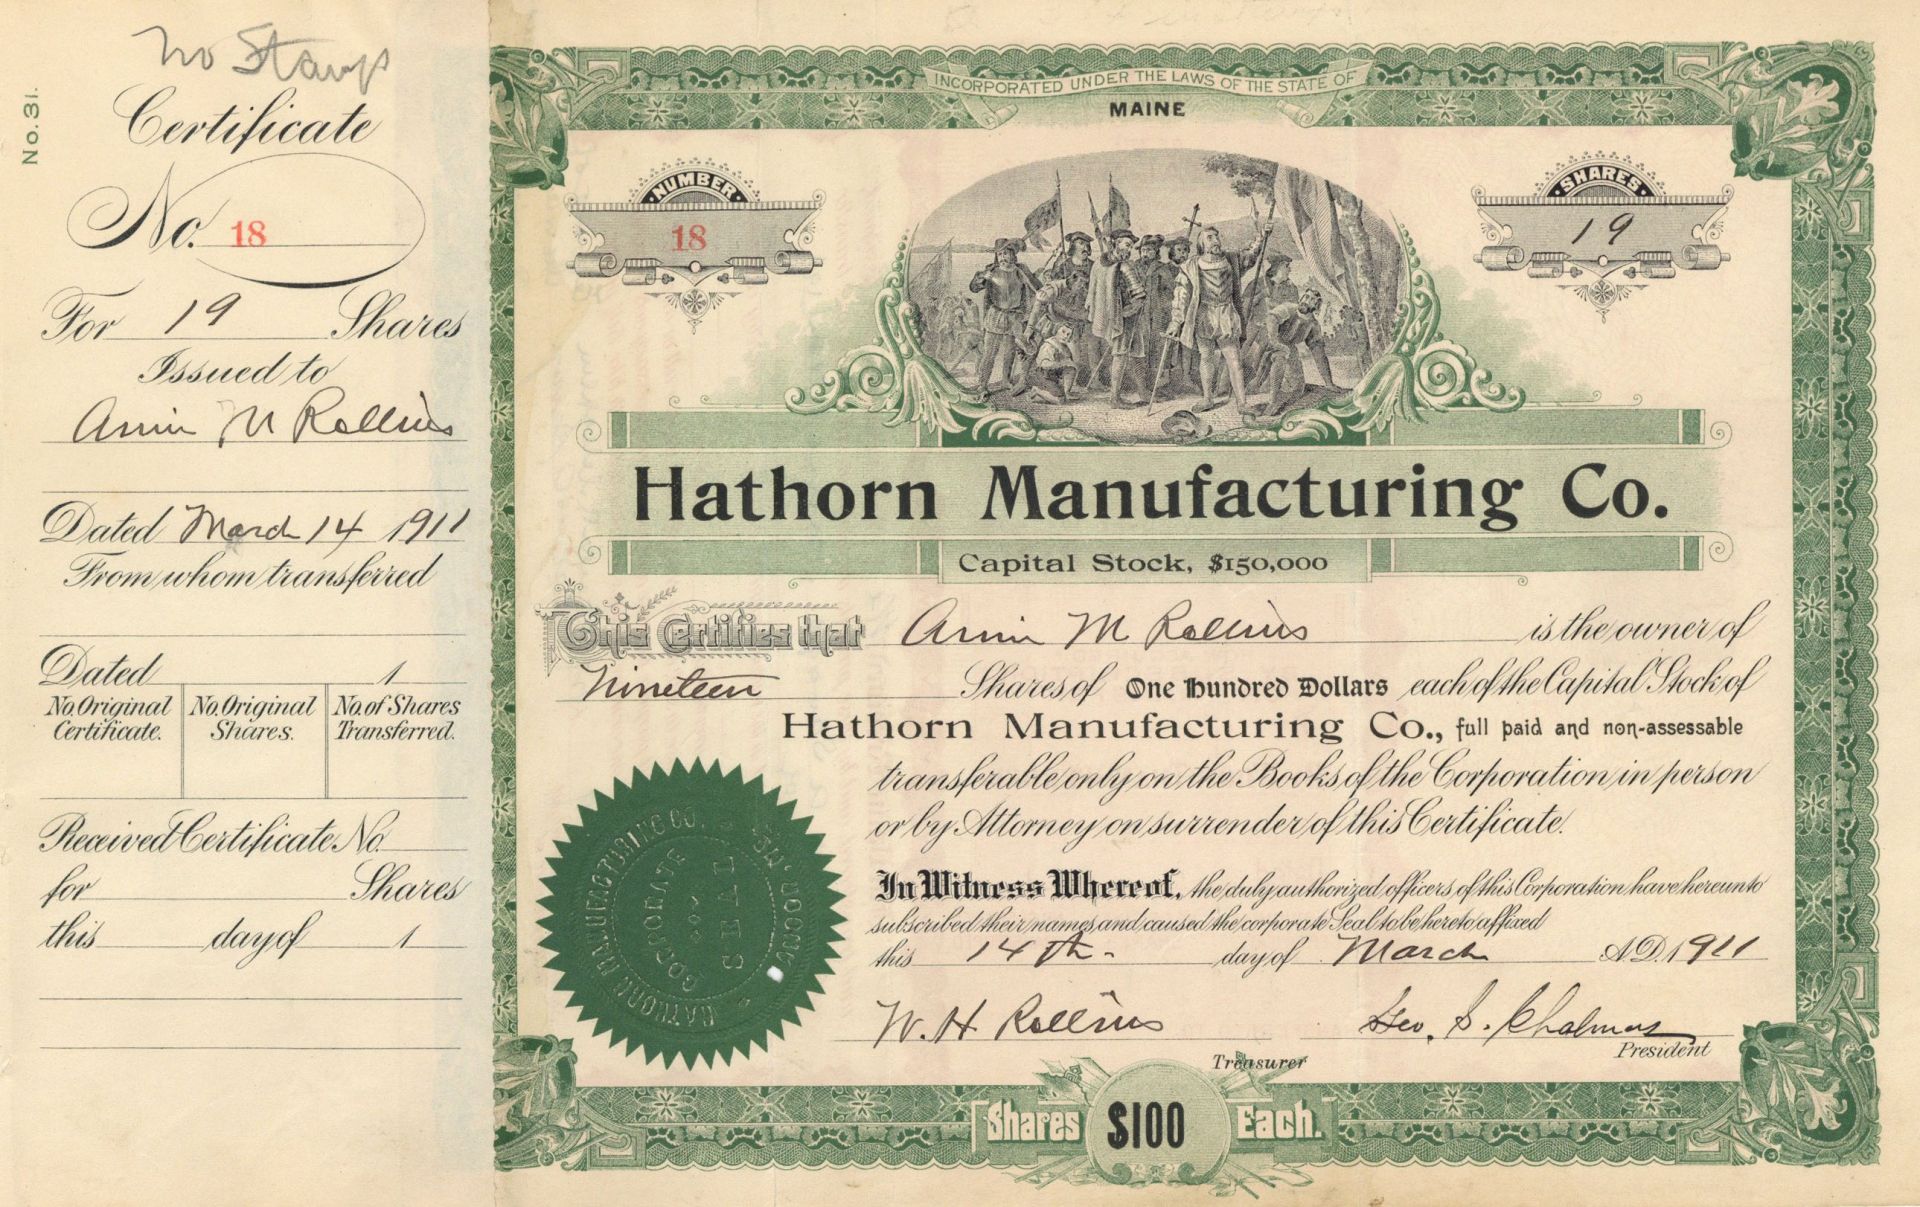 no Stamp
No. 31.
Certificate
No. 18
For 19 Shares
Issued to
Annie M Rollins
Dated March 14 1911
From whom transferred
Dated 1
No. Original Certificate.
No. Original Shares.
No. of Shares Transferred.
Received Certificate No.
for Shares
this day of 1
INCORPORATED UNDER THE LAWS OF THE STATE OF
MAINE
NUMBER
18
SHARES
19
Hathorn Manufacturing Co.
Capital Stock, $150,000
This Certifies that Annie M Rollins is the owner of
Nineteen Shares of One Hundred Dollars each of the Capital Stock of
Hathorn Manufacturing Co., full paid and non-assessable
transferable only on the Books of the Corporation in person
or by Attorney on surrender of this Certificate.
In Witness Whereof, the duly authorized officers of this Corporation have hereunto
subscribed their names and caused the corporate Seal to be hereto affixed
this 14th. day of March A.D. 1911
W. H Rollins
Treasurer
Geo. S. Chalmers
President
HATHORN MANUFACTURING CO.
CORPORATE
SEAL
Shares $100 Each.